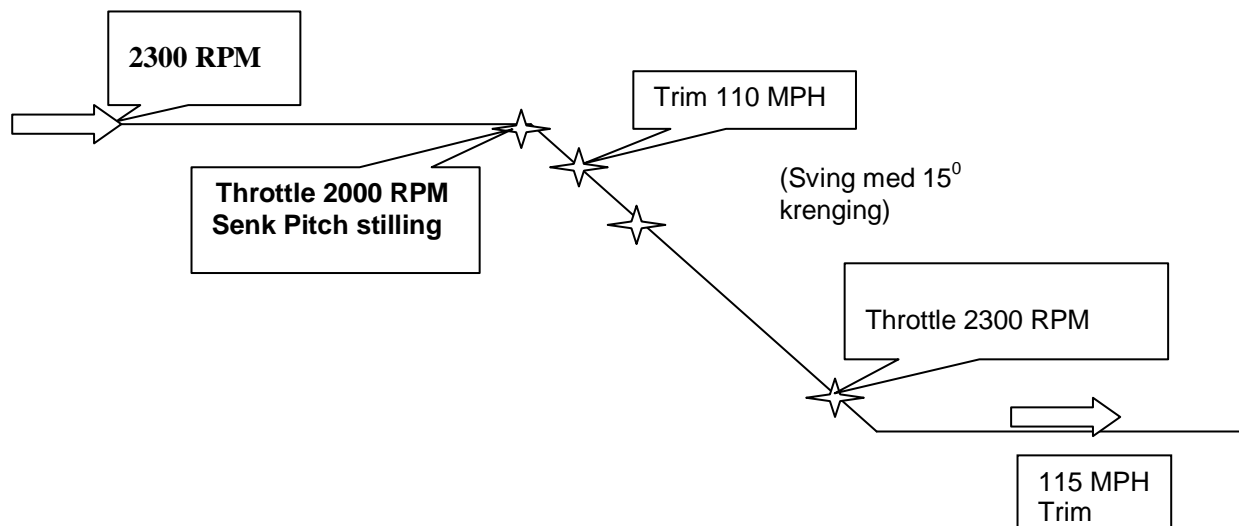 2300 RPM
Trim 110 MPH
Throttle 2000 RPM
Senk Pitch stilling
(Sving med 15⁰
krenging)
Throttle 2300 RPM
115 MPH
Trim